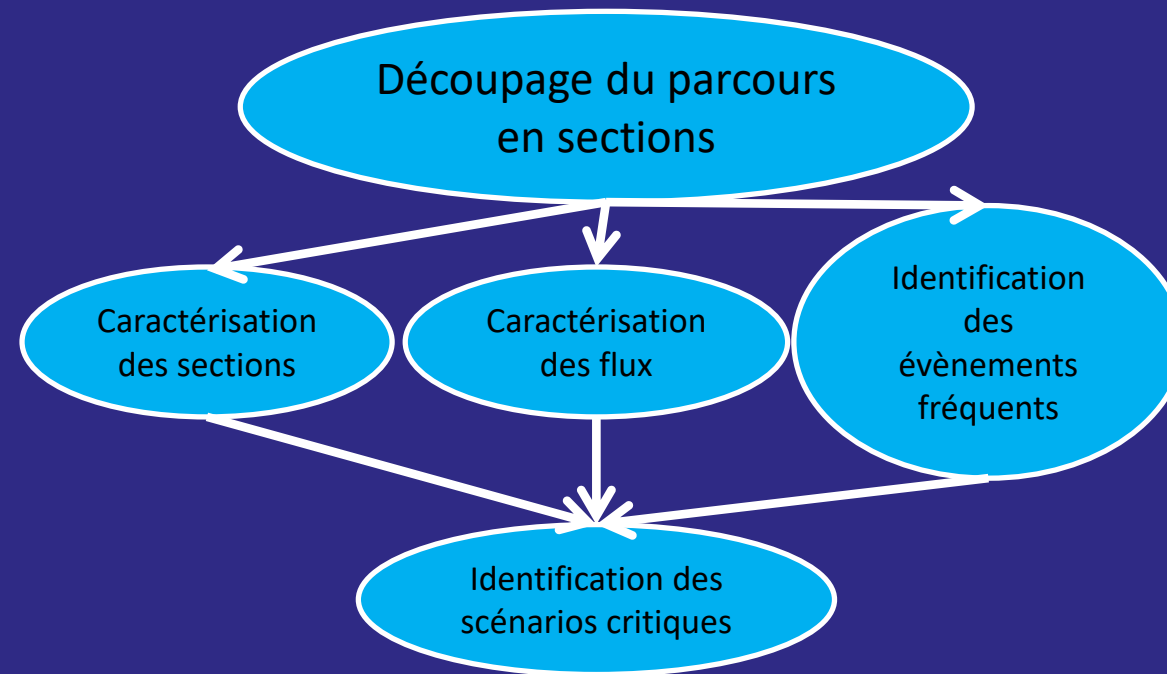 Découpage du parcours
en sections
Caractérisation
des sections
Caractérisation
des flux
Identification
des
évènements
fréquents
Identification des
scénarios critiques